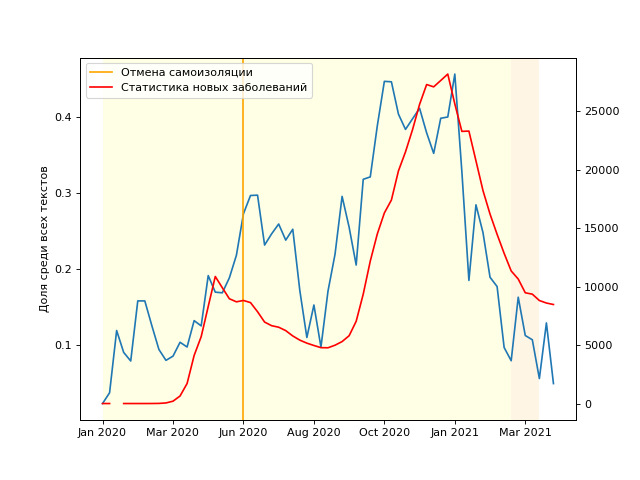 Отмена самоизоляции
Статистика новых заболеваний
Доля среди всех текстов
0.4
0.3
0.2
0.1
25000
20000
15000
10000
5000
0
Jan 2020
Mar 2020
Jun 2020
Aug 2020
Oct 2020
Jan 2021
Mar 2021